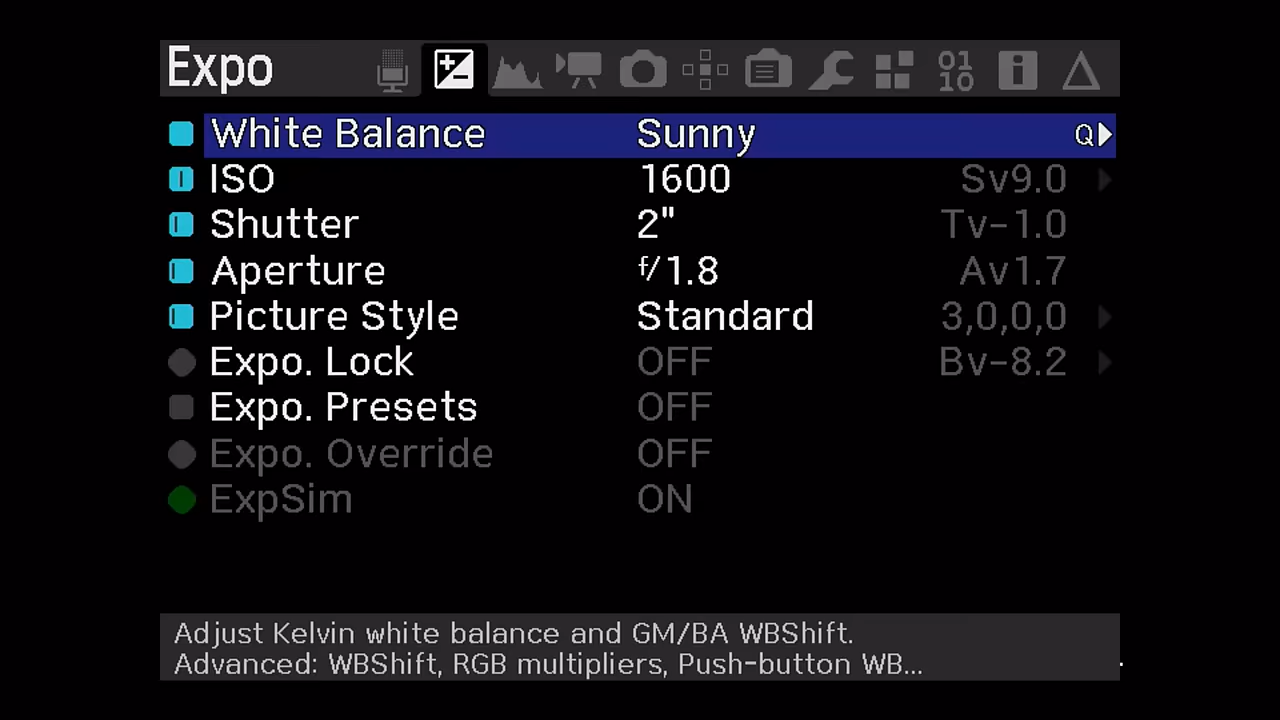 Expo
White Balance Sunny Q
ISO 1600 Sv9.0
Shutter 2" Tv-1.0
Aperture f/1.8 Av1.7
Picture Style Standard 3,0,0,0
Expo. Lock OFF Bv-8.2
Expo. Presets OFF
Expo. Override OFF
ExpSim ON
Adjust Kelvin white balance and GM/BA WBShift.
Advanced: WBShift, RGB multipliers, Push-button WB...